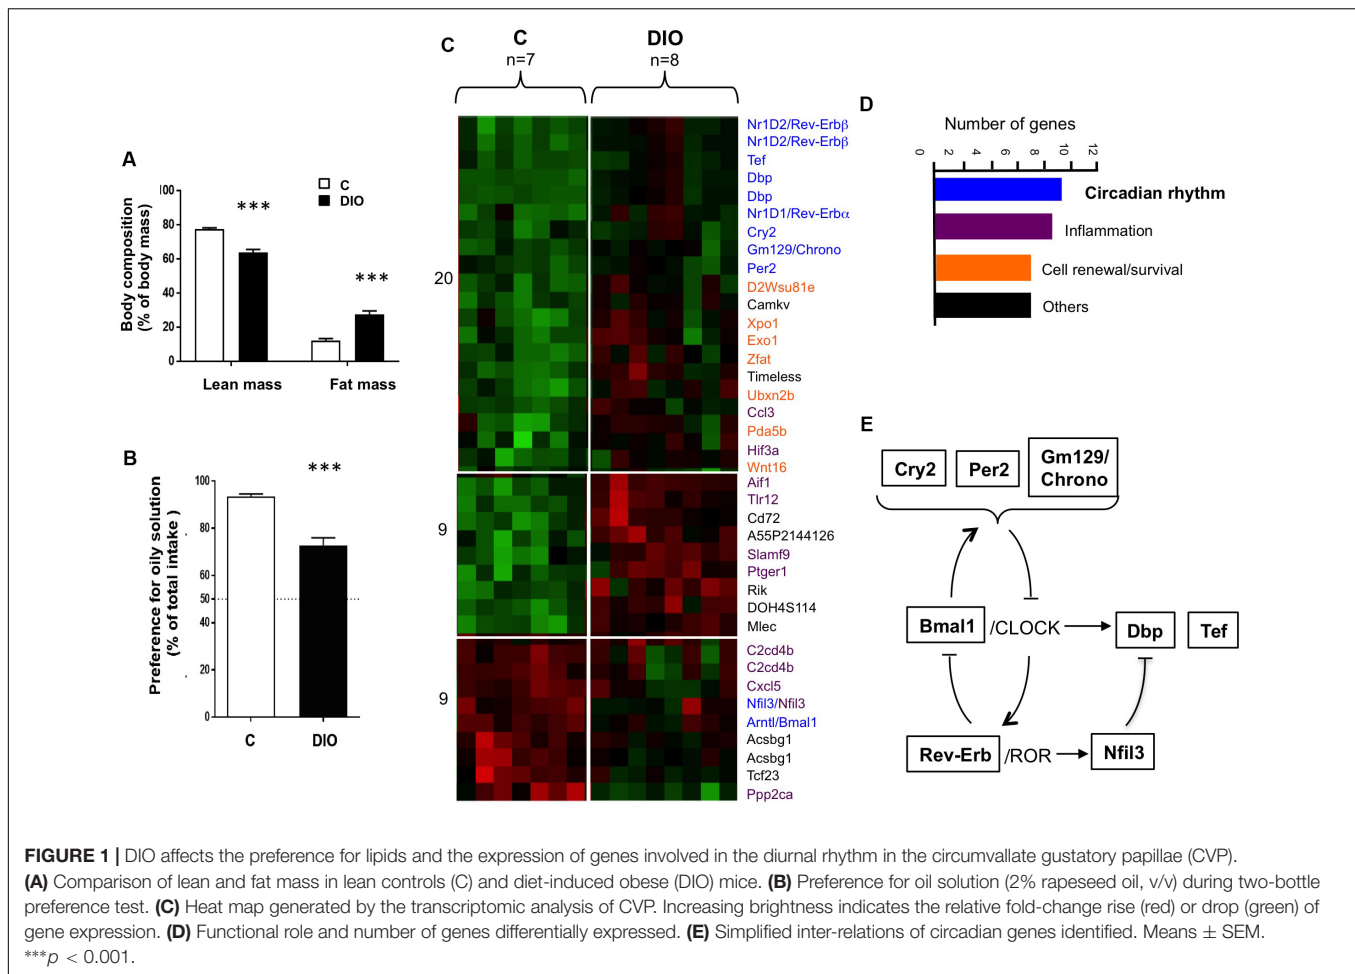 A
C
DIO
Body composition
(% of body mass)
100
80
60
40
20
0
***
***
Lean mass
Fat mass
B
***
Preference for oily solution
(% of total intake )
100
80
60
50
40
20
0
C
DIO
C
C
n=7
DIO
n=8
20
9
9
Nr1D2/Rev-Erbβ
Nr1D2/Rev-Erbβ
Tef
Dbp
Dbp
Nr1D1/Rev-Erbα
Cry2
Gm129/Chrono
Per2
D2Wsu81e
Camkv
Xpo1
Exo1
Zfat
Timeless
Ubxn2b
Ccl3
Pda5b
Hif3a
Wnt16
Aif1
Tlr12
Cd72
A55P2144126
Slamf9
Ptger1
Rik
DOH4S114
Mlec
C2cd4b
C2cd4b
Cxcl5
Nfil3/Nfil3
Arntl/Bmal1
Acsbg1
Acsbg1
Tcf23
Ppp2ca
D
Number of genes
0 2 4 6 8 10 12
Circadian rhythm
Inflammation
Cell renewal/survival
Others
E
Cry2
Per2
Gm129/
Chrono
Bmal1 /CLOCK
Dbp
Tef
Rev-Erb /ROR
Nfil3
FIGURE 1 | DIO affects the preference for lipids and the expression of genes involved in the diurnal rhythm in the circumvallate gustatory papillae (CVP).
(A) Comparison of lean and fat mass in lean controls (C) and diet-induced obese (DIO) mice. (B) Preference for oil solution (2% rapeseed oil, v/v) during two-bottle
preference test. (C) Heat map generated by the transcriptomic analysis of CVP. Increasing brightness indicates the relative fold-change rise (red) or drop (green) of
gene expression. (D) Functional role and number of genes differentially expressed. (E) Simplified inter-relations of circadian genes identified. Means ± SEM.
***p < 0.001.